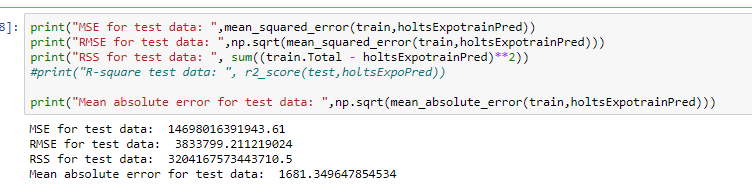 8]: print("MSE for test data: ",mean_squared_error(train,holtsExpotrainPred))
print("RMSE for test data: ",np.sqrt(mean_squared_error(train,holtsExpotrainPred)))
print("RSS for test data: ", sum((train.Total - holtsExpotrainPred)**2))
#print("R-square test data: ", r2_score(test,holtsExpoPred))
print("Mean absolute error for test data: ",np.sqrt(mean_absolute_error(train,holtsExpotrainPred)))
MSE for test data:  14698016391943.61
RMSE for test data:  3833799.211219024
RSS for test data:  3204167573443710.5
Mean absolute error for test data:  1681.349647854534